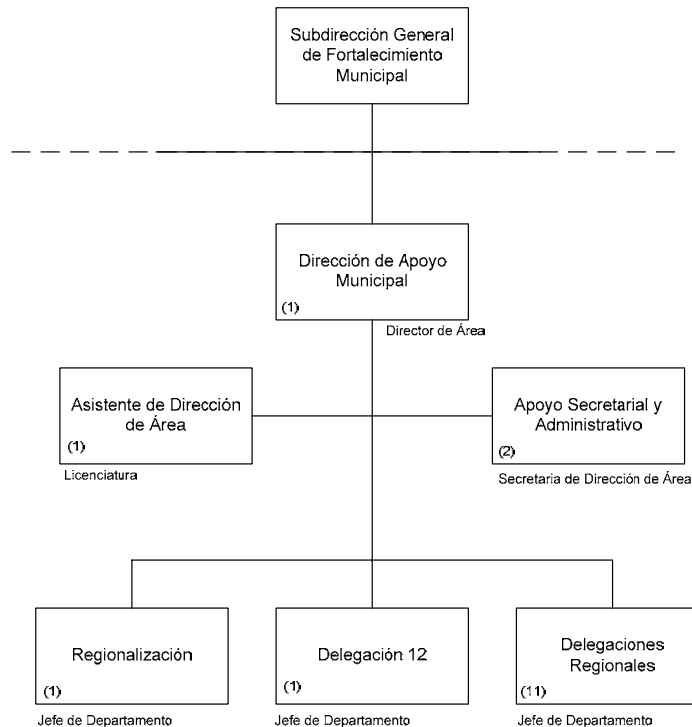 Subdirección General
de Fortalecimiento
Municipal
Dirección de Apoyo
Municipal
(1)
Director de Área
Asistente de Dirección
de Área
(1)
Licenciatura
Apoyo Secretarial y
Administrativo
(2)
Secretaria de Dirección de Área
Regionalización
(1)
Jefe de Departamento
Delegación 12
(1)
Jefe de Departamento
Delegaciones
Regionales
(11)
Jefe de Departamento